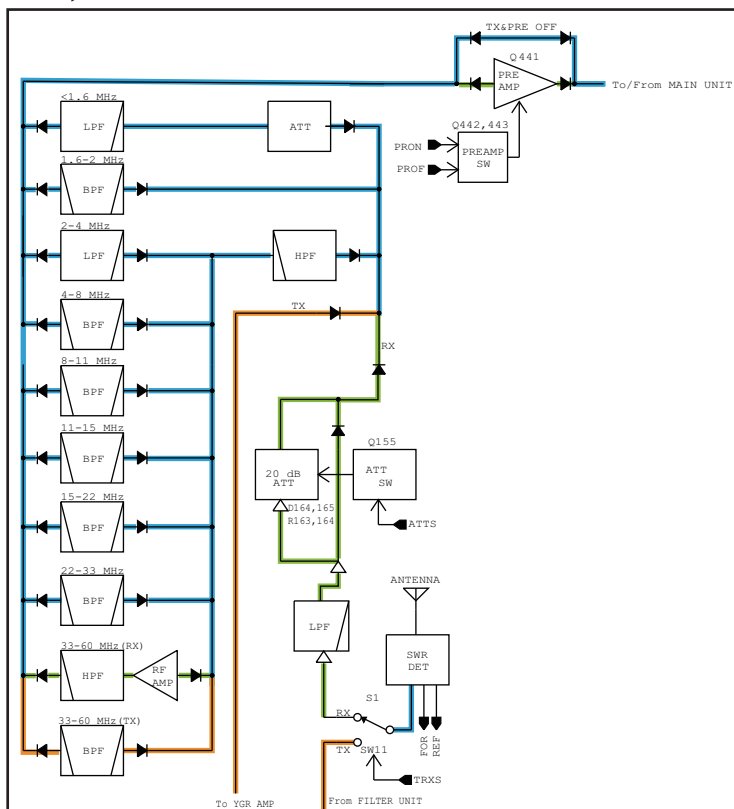 TX&PRE OFF
Q441
PRE
AMP
To/From MAIN UNIT
<1.6 MHz
LPF
ATT
Q442,443
PRON
PROF
PREAMP
SW
1.6-2 MHz
BPF
2-4 MHz
LPF
HPF
4-8 MHz
BPF
TX
RX
8-11 MHz
BPF
11-15 MHz
BPF
Q155
20 dB
ATT
ATT
SW
D164,165
R163,164
ATTS
15-22 MHz
BPF
22-33 MHz
BPF
ANTENNA
LPF
SWR
DET
33-60 MHz(RX)
HPF
RF
AMP
S1
RX
FOR
REF
33-60 MHz(TX)
BPF
TX
SW11
TRXS
To YGR AMP
From FILTER UNIT